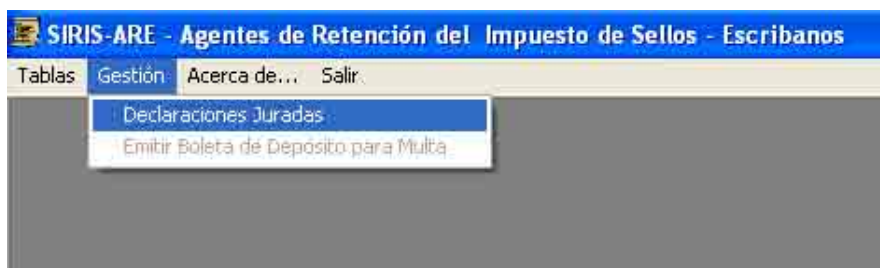 SIRIS-ARE - Agentes de Retención del Impuesto de Sellos - Escribanos
Tablas Gestión Acerca de... Salir
Declaraciones Juradas
Emitir Boleta de Depósito para Multa